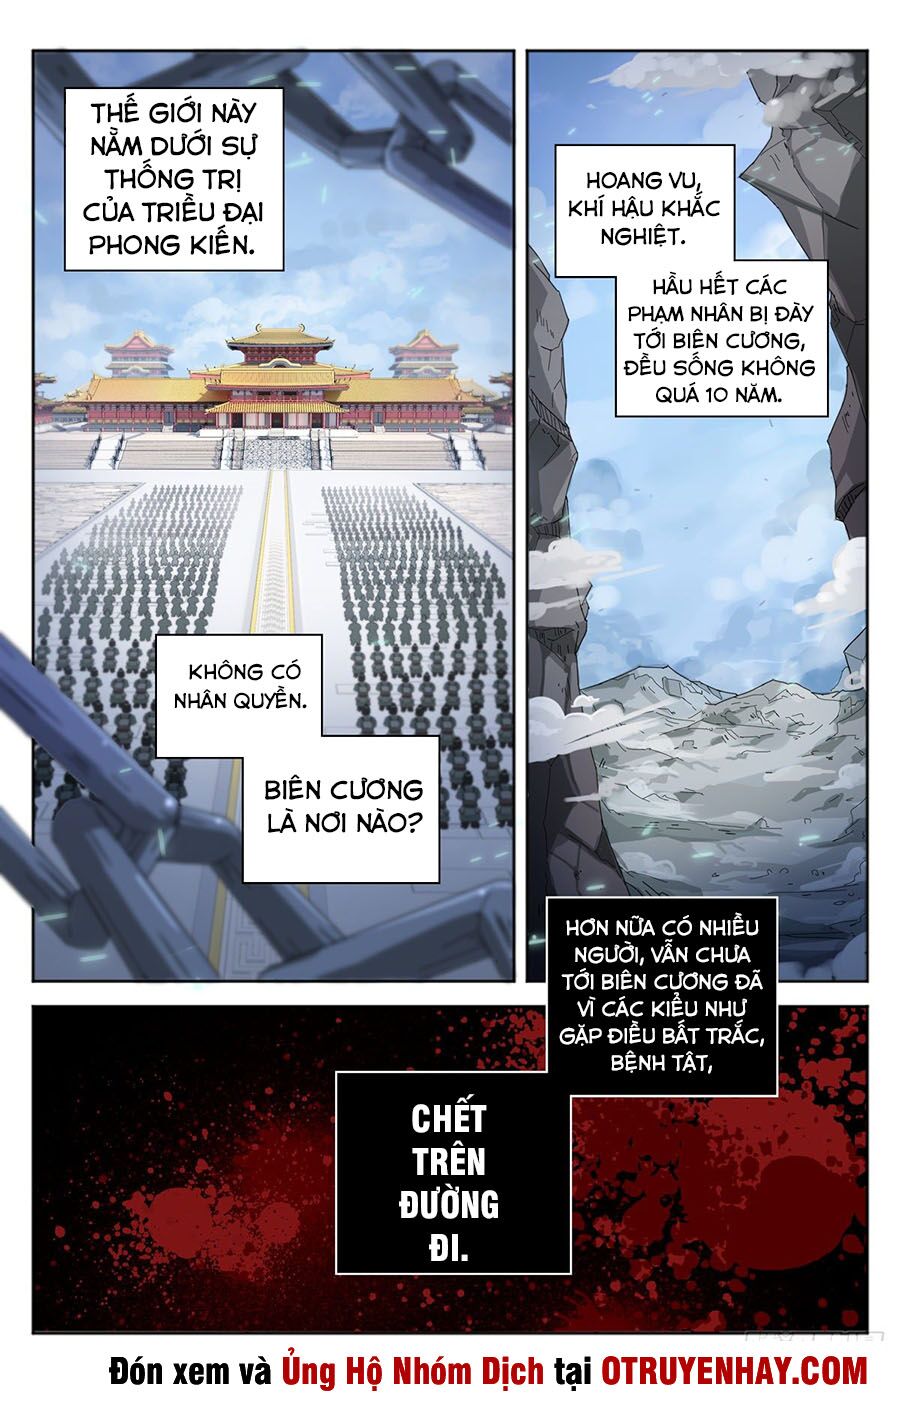 THẾ GIỚI NÀY
NẰM DƯỚI SỰ
THỐNG TRỊ
CỦA TRIỀU ĐẠI
PHONG KIẾN.
KHÔNG CÓ
NHÂN QUYỀN.
BIÊN CƯƠNG
LÀ NƠI NÀO?
HOANG VU,
KHÍ HẬU KHẮC
NGHIỆT.
HẦU HẾT CÁC
PHẠM NHÂN BỊ ĐÀY
TỚI BIÊN CƯƠNG,
ĐỀU SỐNG KHÔNG
QUÁ 10 NĂM.
HƠN NỮA CÓ NHIỀU
NGƯỜI, VẪN CHƯA
TỚI BIÊN CƯƠNG ĐÃ
VÌ CÁC KIỂU NHƯ
GẶP ĐIỀU BẤT TRẮC,
BỆNH TẬT,
CHẾT
TRÊN
ĐƯỜNG
ĐI.
Đón xem và Ủng Hộ Nhóm Dịch tại OTRUYENHAY.COM